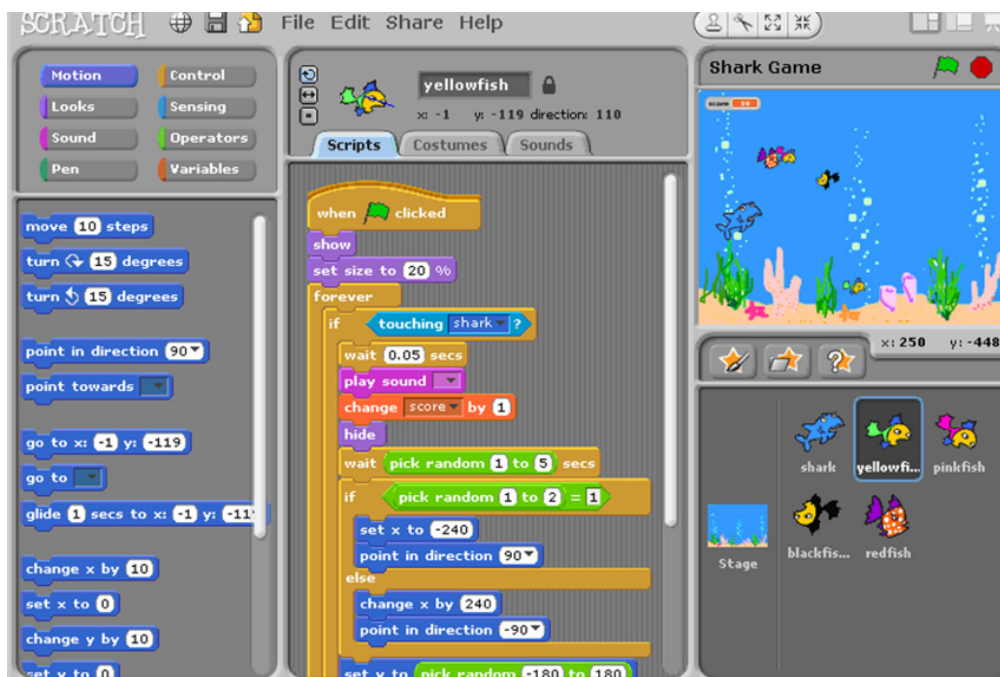 SCRATCH File Edit Share Help
Motion Control
Looks Sensing
Sound Operators
Pen Variables
move 10 steps
turn 15 degrees
turn 15 degrees
point in direction 90
point towards
go to x: -1 y: -119
go to
glide 1 secs to x: -1 y: -11
change x by 10
set x to 0
change y by 10
set y to 0
yellowfish
x: -1 y: -119 direction: 110
Scripts Costumes Sounds
when clicked
show
set size to 20 %
forever
if touching shark ?
wait 0.05 secs
play sound
change score by 1
hide
wait pick random 1 to 5 secs
if pick random 1 to 2 = 1
set x to -240
point in direction 90
else
change x by 240
point in direction -90
set y to pick random -180 to 180
Shark Game
score
x: 250 y: -448
shark yellowfi... pinkfish
Stage
blackfis... redfish